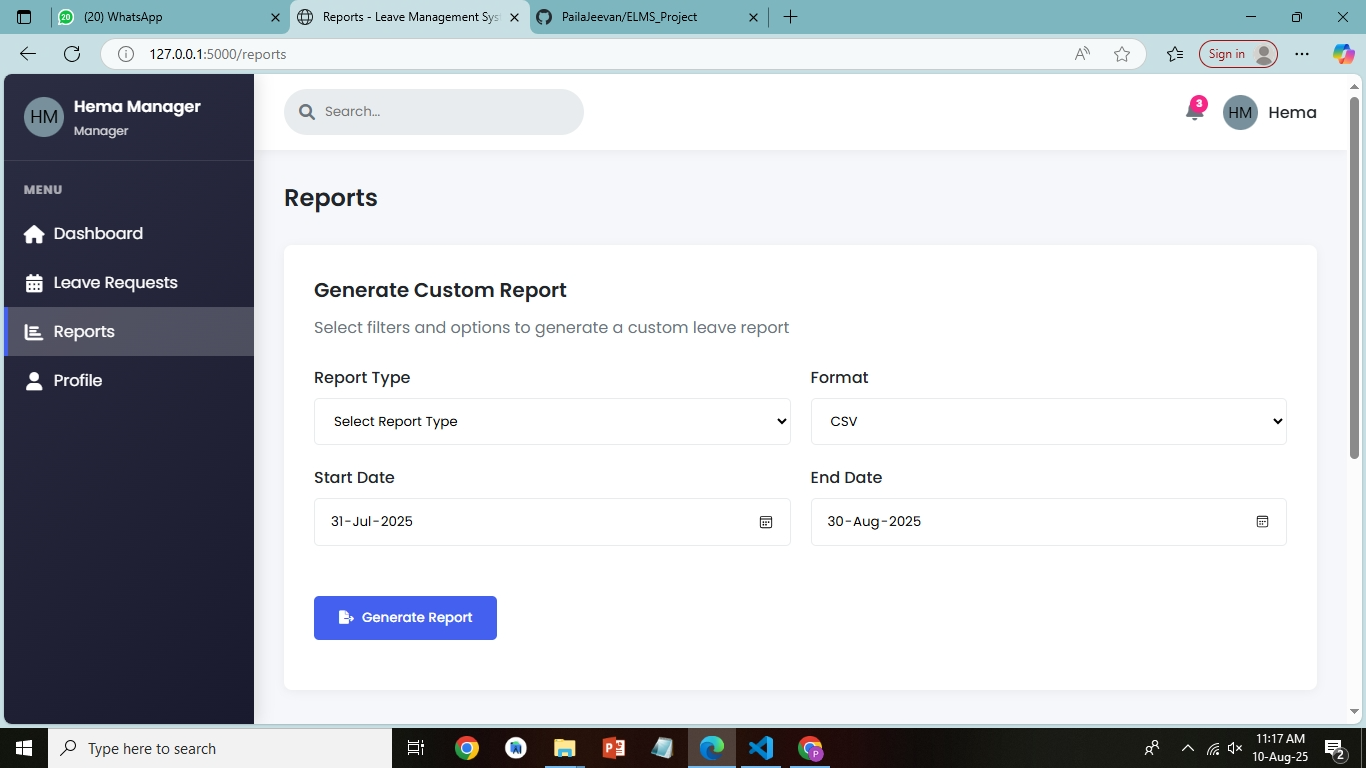 20
(20) WhatsApp
Reports - Leave Management Sys
PailaJeevan/ELMS_Project
127.0.0.1:5000/reports
Sign in
HM
Hema Manager
Manager
Search...
3
HM
Hema
MENU
Dashboard
Leave Requests
Reports
Profile
Reports
Generate Custom Report
Select filters and options to generate a custom leave report
Report Type
Format
Select Report Type
CSV
Start Date
End Date
31-Jul-2025
30-Aug-2025
Generate Report
Type here to search
P
11:17 AM
10-Aug-25
2